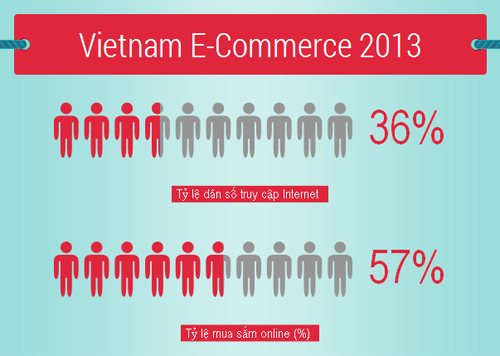 Vietnam E-Commerce 2013
36%
Tỷ lệ dân số truy cập Internet
57%
Tỷ lệ mua sắm online (%)